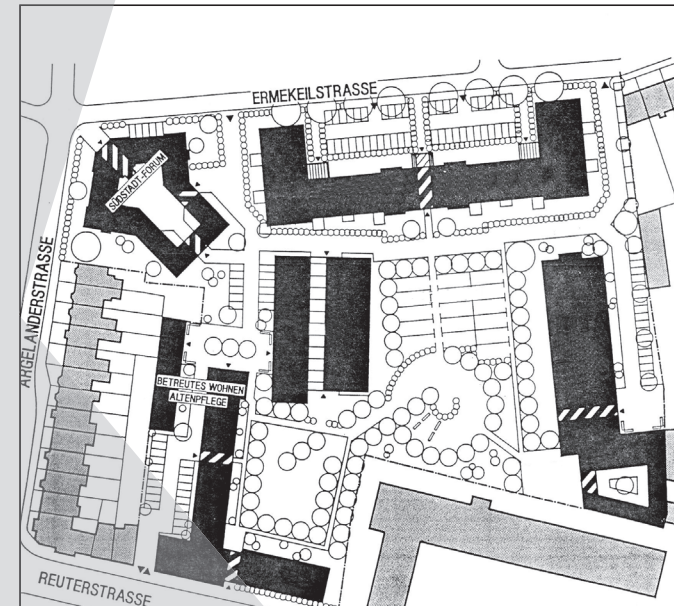 ERMEKEILSTRASSE
SÜDSTADT-FORUM
ARGELANDERSTRASSE
BETREUTES WOHNEN
ALTENPFLEGE
REUTERSTRASSE